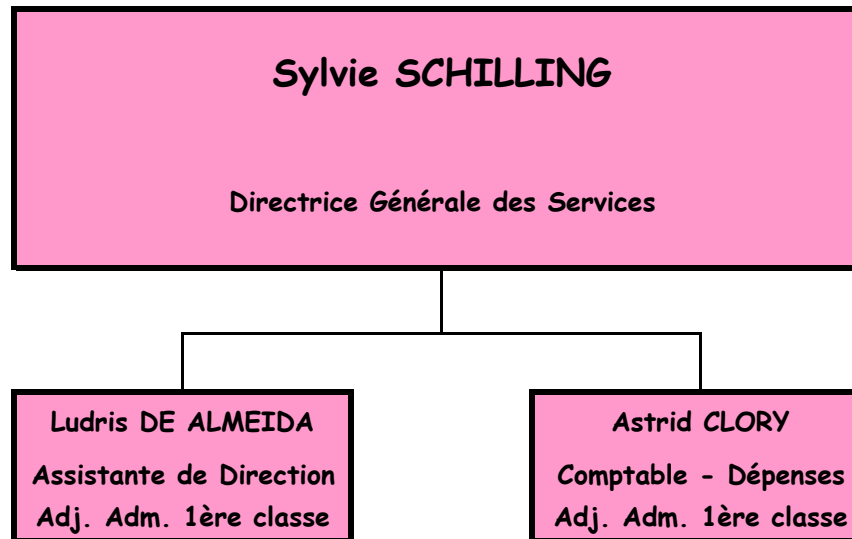 Sylvie SCHILLING
Directrice Générale des Services
Ludris DE ALMEIDA
Assistante de Direction
Adj. Adm. 1ère classe
Astrid CLORY
Comptable - Dépenses
Adj. Adm. 1ère classe